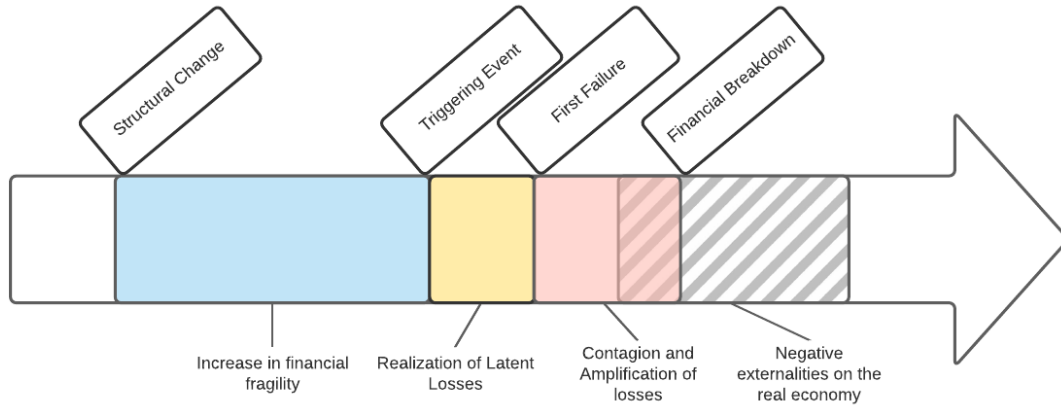 Structural Change
Triggering Event
First Failure
Financial Breakdown
Increase in financial
fragility
Realization of Latent
Losses
Contagion and
Amplification of
losses
Negative
externalities on the
real economy